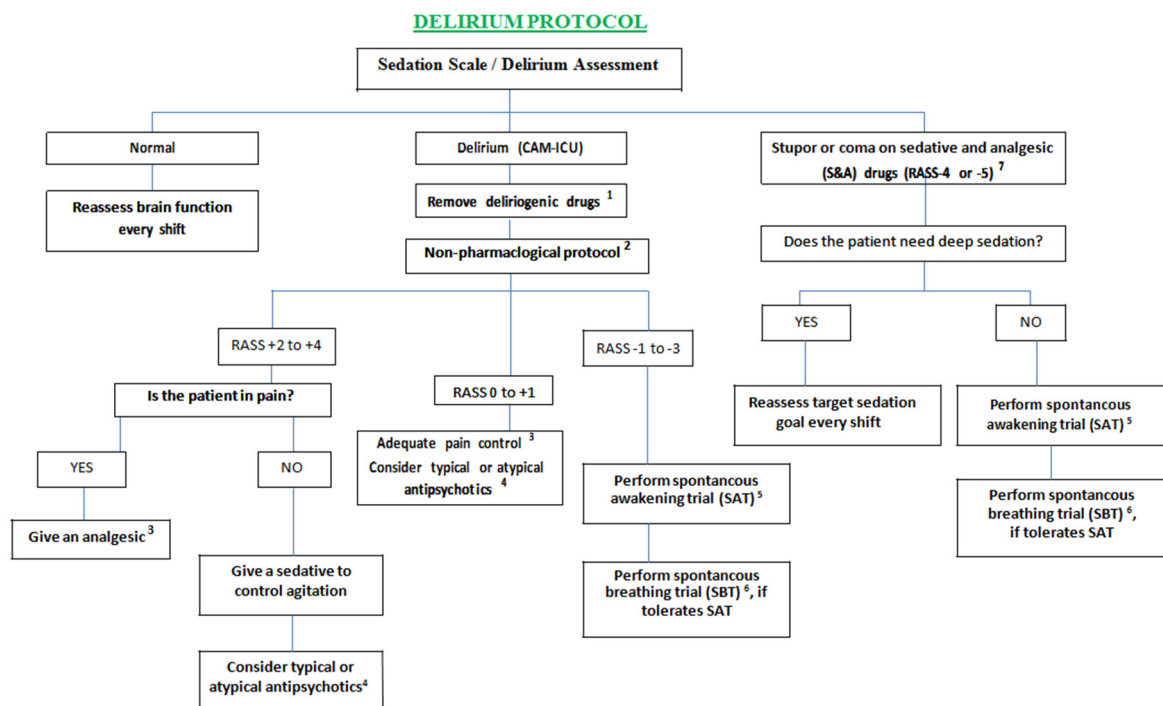 DELIRIUM PROTOCOL
Sedation Scale / Delirium Assessment
Normal
Reassess brain function
every shift
Delirium (CAM-ICU)
Remove deliriogenic drugs 1
Non-pharmaclogical protocol 2
RASS +2 to +4
Is the patient in pain?
YES
Give an analgesic 3
NO
Give a sedative to
control agitation
Consider typical or
atypical antipsychotics4
RASS 0 to +1
Adequate pain control 3
Consider typical or atypical
antipsychotics 4
RASS -1 to -3
Perform spontancous
awakening trial (SAT) 5
Perform spontancous
breathing trial (SBT) 6, if
tolerates SAT
Stupor or coma on sedative and analgesic
(S&A) drugs (RASS-4 or -5) 7
Does the patient need deep sedation?
YES
Reassess target sedation
goal every shift
NO
Perform spontancous
awakening trial (SAT) 5
Perform spontancous
breathing trial (SBT) 6,
if tolerates SAT